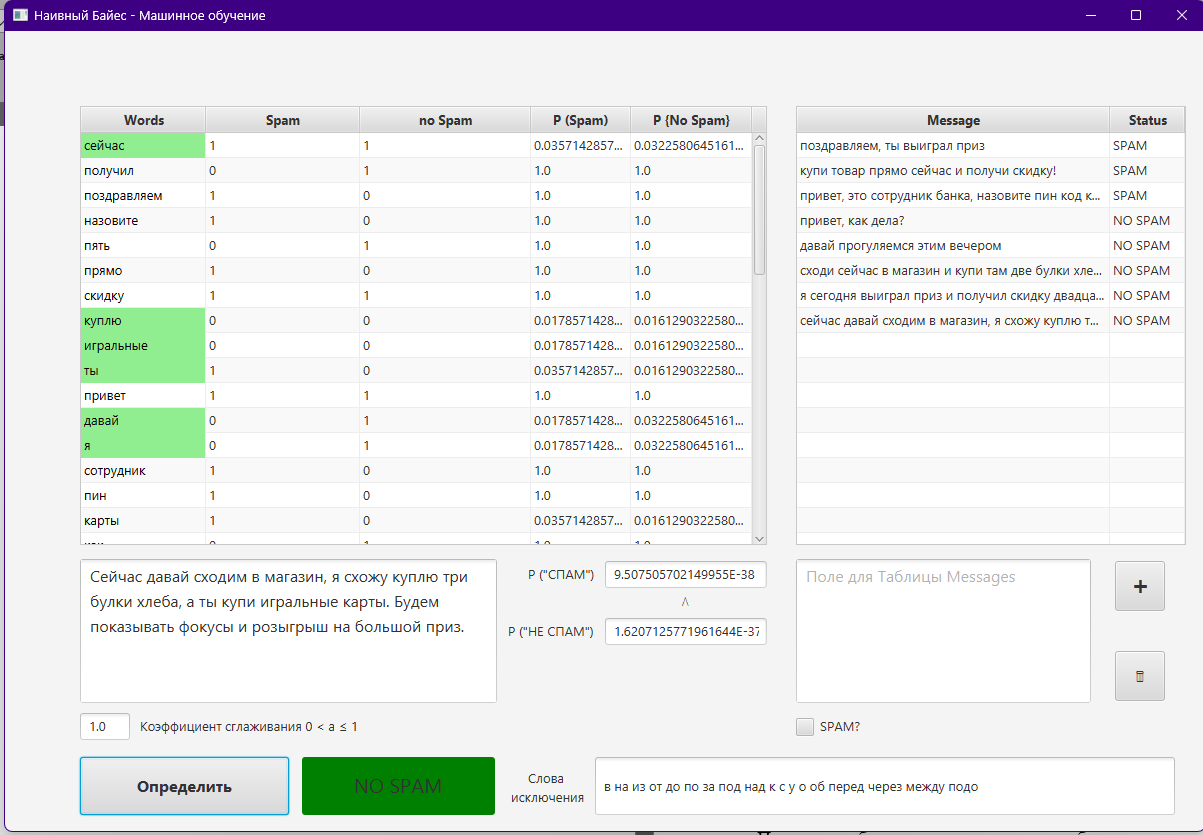 Наивный Байес - Машинное обучение
Words Spam no Spam P (Spam) P {No Spam}
сейчас 1 1 0.0357142857... 0.0322580645161...
получил 0 1 1.0 1.0
поздравляем 1 0 1.0 1.0
назовите 1 0 1.0 1.0
пять 0 1 1.0 1.0
прямо 1 0 1.0 1.0
скидку 1 1 1.0 1.0
куплю 0 0 0.0178571428... 0.0161290322580...
игральные 0 0 0.0178571428... 0.0161290322580...
ты 1 0 0.0357142857... 0.0161290322580...
привет 1 1 1.0 1.0
давай 0 1 0.0178571428... 0.0322580645161...
я 0 1 0.0178571428... 0.0322580645161...
сотрудник 1 0 1.0 1.0
пин 1 0 1.0 1.0
карты 1 0 0.0357142857... 0.0161290322580...
Message Status
поздравляем, ты выиграл приз SPAM
купи товар прямо сейчас и получи скидку! SPAM
привет, это сотрудник банка, назовите пин код к... SPAM
привет, как дела? NO SPAM
давай прогуляемся этим вечером NO SPAM
сходи сейчас в магазин и купи там две булки хле... NO SPAM
я сегодня выиграл приз и получил скидку двадца... NO SPAM
сейчас давай сходим в магазин, я схожу куплю т... NO SPAM
Сейчас давай сходим в магазин, я схожу куплю три
булки хлеба, а ты купи игральные карты. Будем
показывать фокусы и розыгрыш на большой приз.
P ("СПАМ") 9.507505702149955E-38
^
P ("НЕ СПАМ") 1.6207125771961644E-37
Поле для Таблицы Messages
+
1.0 Коэффициент сглаживания 0 < a ≤ 1
SPAM?
Определить
NO SPAM
Слова
исключения
в на из от до по за под над к с у о об перед через между подо